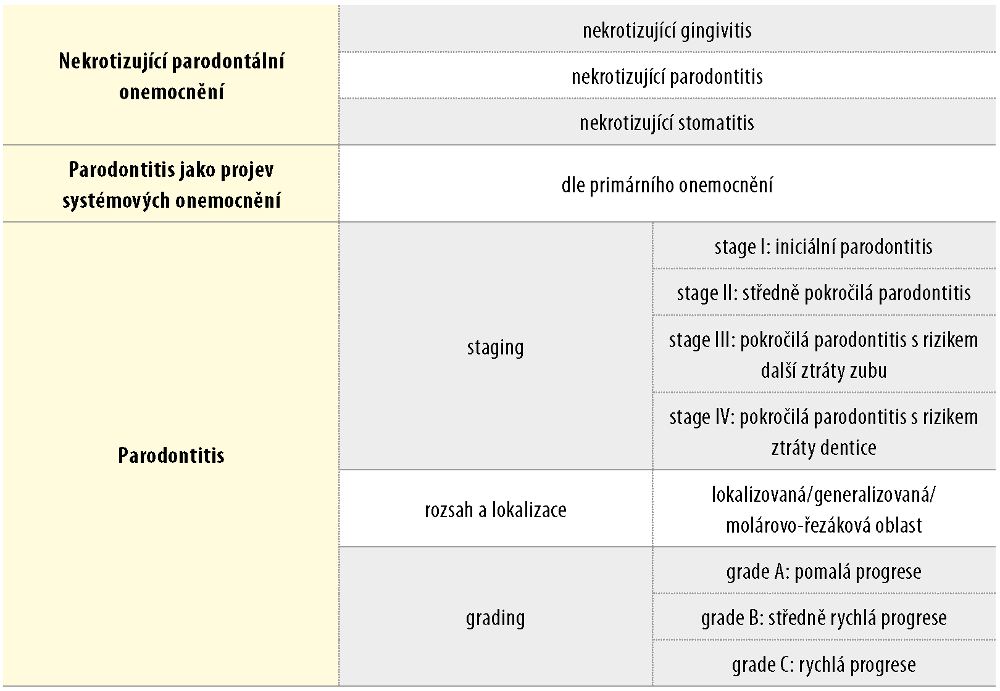 Nekrotizující parodontální
onemocnění
nekrotizující gingivitis
nekrotizující parodontitis
nekrotizující stomatitis
Parodontitis jako projev
systémových onemocnění
dle primárního onemocnění
Parodontitis
staging
stage I: iniciální parodontitis
stage II: středně pokročilá parodontitis
stage III: pokročilá parodontitis s rizikem
další ztráty zubu
stage IV: pokročilá parodontitis s rizikem
ztráty dentice
rozsah a lokalizace
lokalizovaná/generalizovaná/
molárovo-řezáková oblast
grading
grade A: pomalá progrese
grade B: středně rychlá progrese
grade C: rychlá progrese